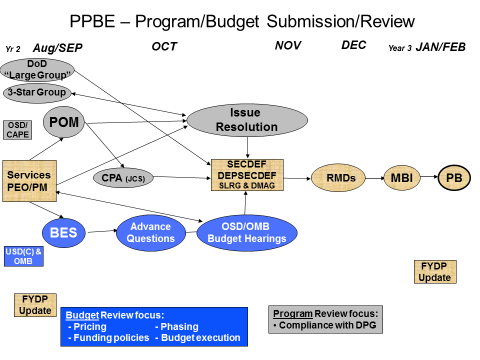 PPBE – Program/Budget Submission/Review
Yr 2 Aug/SEP OCT NOV DEC Year 3 JAN/FEB
DoD
“Large Group”
3-Star Group
OSD/
CAPE
POM
Issue
Resolution
Services
PEO/PM
CPA (JCS)
SECDEF
DEPSECDEF
SLRG & DMAG
RMDs
MBI
PB
BES
Advance
Questions
OSD/OMB
Budget Hearings
USD(C) &
OMB
FYDP
Update
FYDP
Update
Budget Review focus:
- Pricing - Phasing
- Funding policies - Budget execution
Program Review focus:
• Compliance with DPG